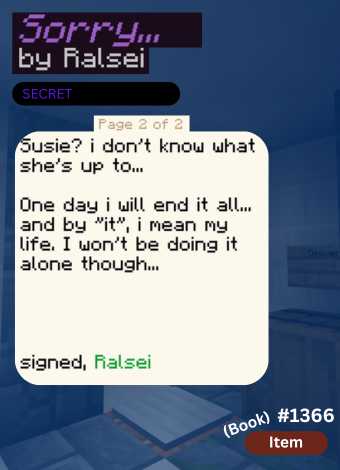 Sorry...
by Ralsei
SECRET
Page 2 of 2
Susie? i don't know what
she's up to...
One day i will end it all...
and by "it", i mean my
life. I won't be doing it
alone though...
signed, Ralsei
(Book) #1366
Item